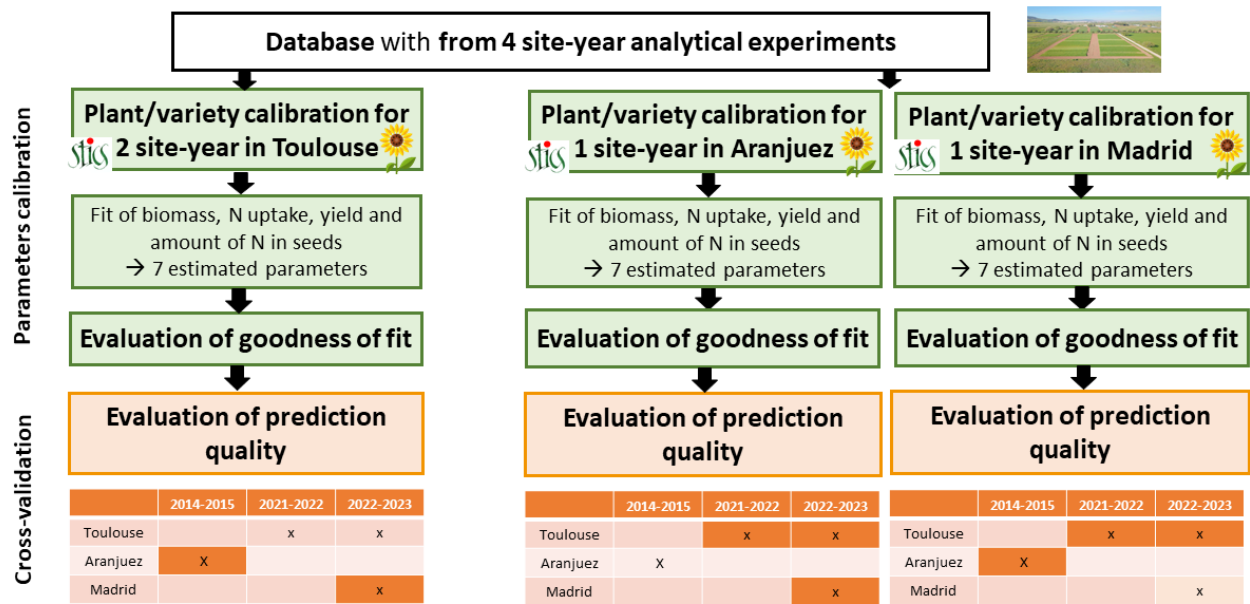 Database with from 4 site-year analytical experiments
Parameters calibration
Plant/variety calibration for
2 site-year in Toulouse
stics
Fit of biomass, N uptake, yield and
amount of N in seeds
→ 7 estimated parameters
Evaluation of goodness of fit
Plant/variety calibration for
1 site-year in Aranjuez
stics
Fit of biomass, N uptake, yield and
amount of N in seeds
→ 7 estimated parameters
Evaluation of goodness of fit
Plant/variety calibration for
1 site-year in Madrid
stics
Fit of biomass, N uptake, yield and
amount of N in seeds
→ 7 estimated parameters
Evaluation of goodness of fit
Cross-validation
Evaluation of prediction
quality
2014-2015 2021-2022 2022-2023
Toulouse x x
Aranjuez X
Madrid x
Evaluation of prediction
quality
2014-2015 2021-2022 2022-2023
Toulouse x x
Aranjuez X
Madrid x
Evaluation of prediction
quality
2014-2015 2021-2022 2022-2023
Toulouse x x
Aranjuez X
Madrid x